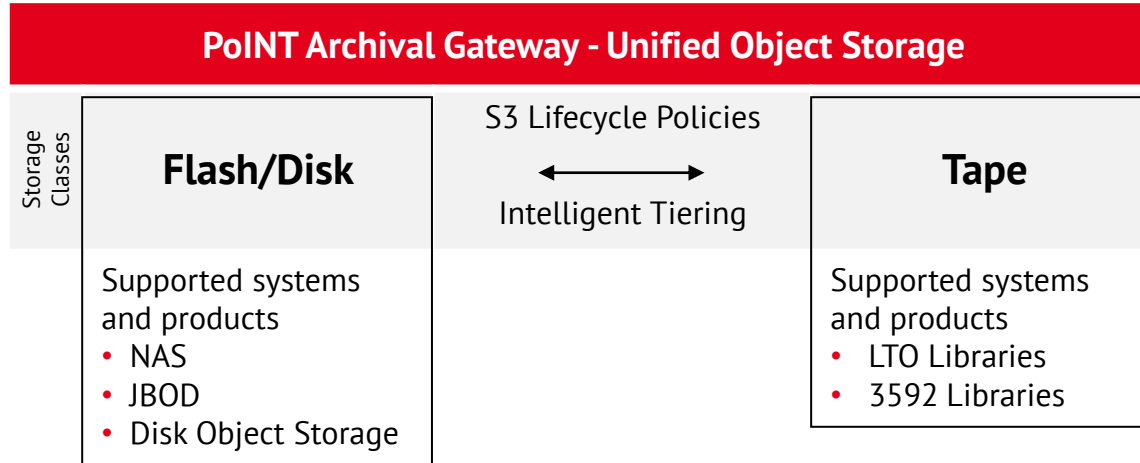 PoINT Archival Gateway - Unified Object Storage
Storage
Classes
Flash/Disk
S3 Lifecycle Policies
Intelligent Tiering
Tape
Supported systems
and products
• NAS
• JBOD
• Disk Object Storage
Supported systems
and products
• LTO Libraries
• 3592 Libraries